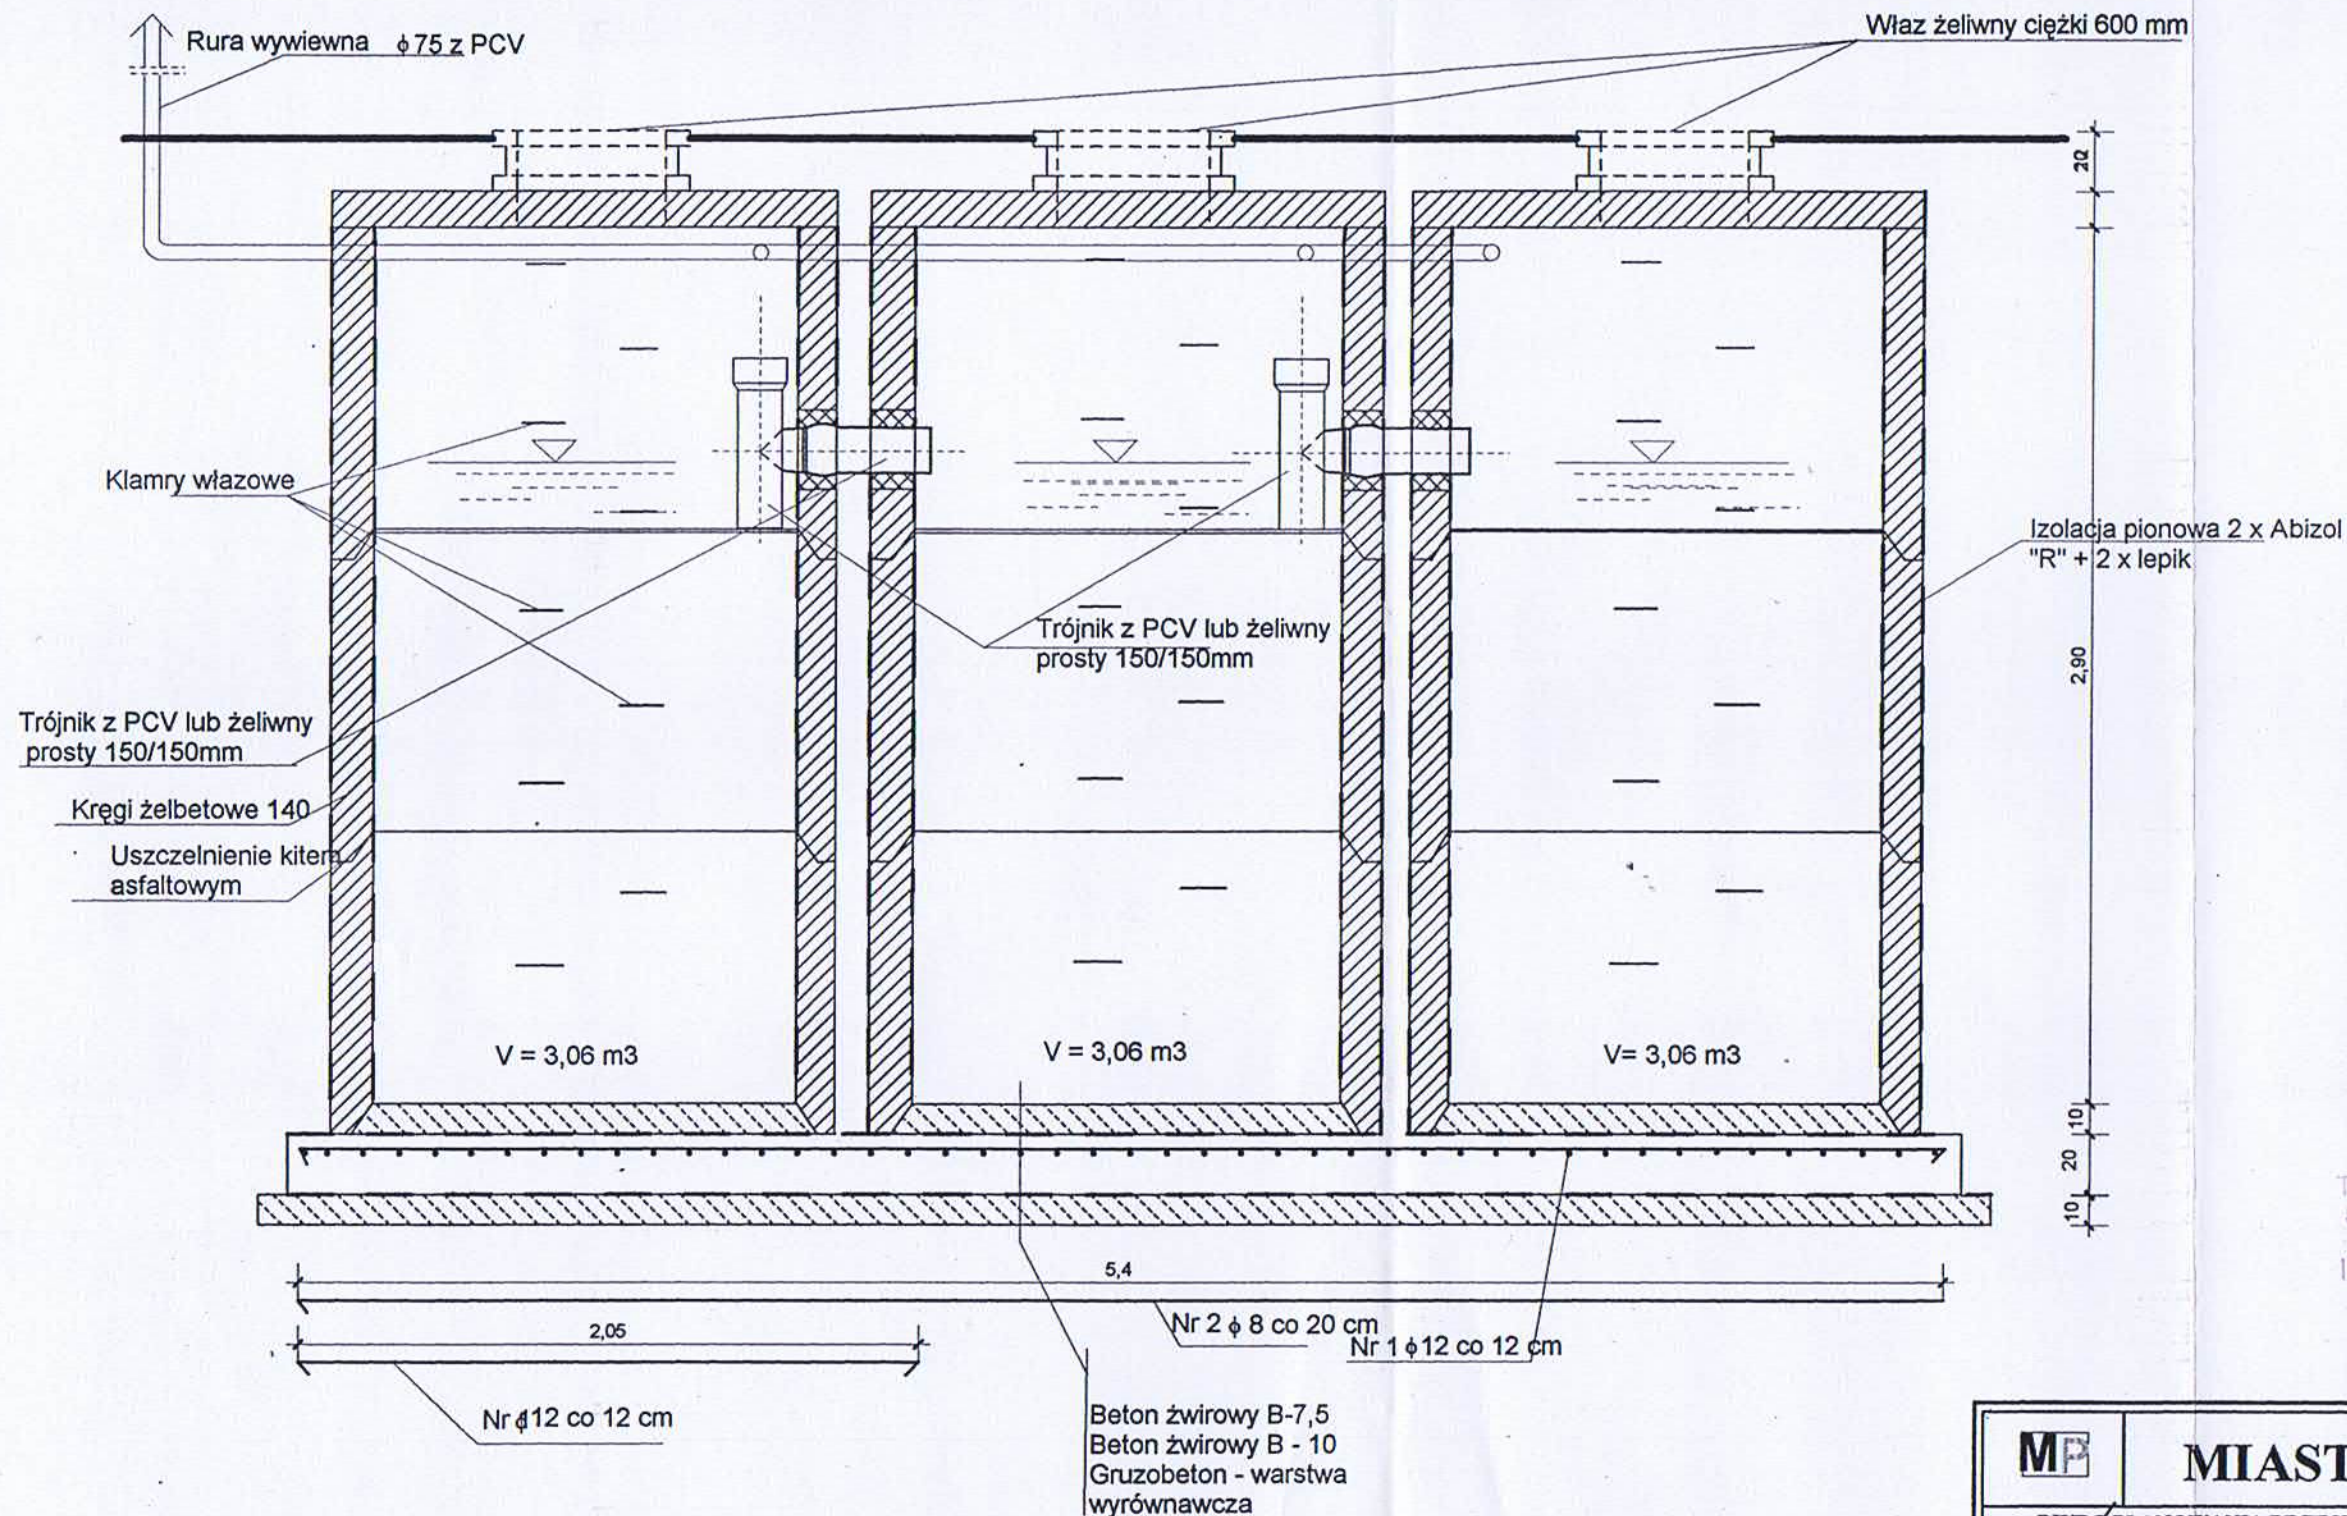 Rura wywiewna ϕ75 z PCV
Właz żeliwny ciężki 600 mm
20
Klamry włazowe
Izolacja pionowa 2 x Abizol
"R" + 2 x lepik
Trójnik z PCV lub żeliwny
prosty 150/150mm
2,90
Trójnik z PCV lub żeliwny
prosty 150/150mm
Kręgi żelbetowe 140
Uszczelnienie kitem
asfaltowym
V = 3,06 m3
V = 3,06 m3
V= 3,06 m3
10
20
10
5,4
Nr 2 ϕ 8 co 20 cm
2,05
Nr 1 ϕ12 co 12 cm
Nr ϕ12 co 12 cm
Beton żwirowy B-7,5
Beton żwirowy B - 10
Gruzobeton - warstwa
wyrównawcza
MP
MIAST